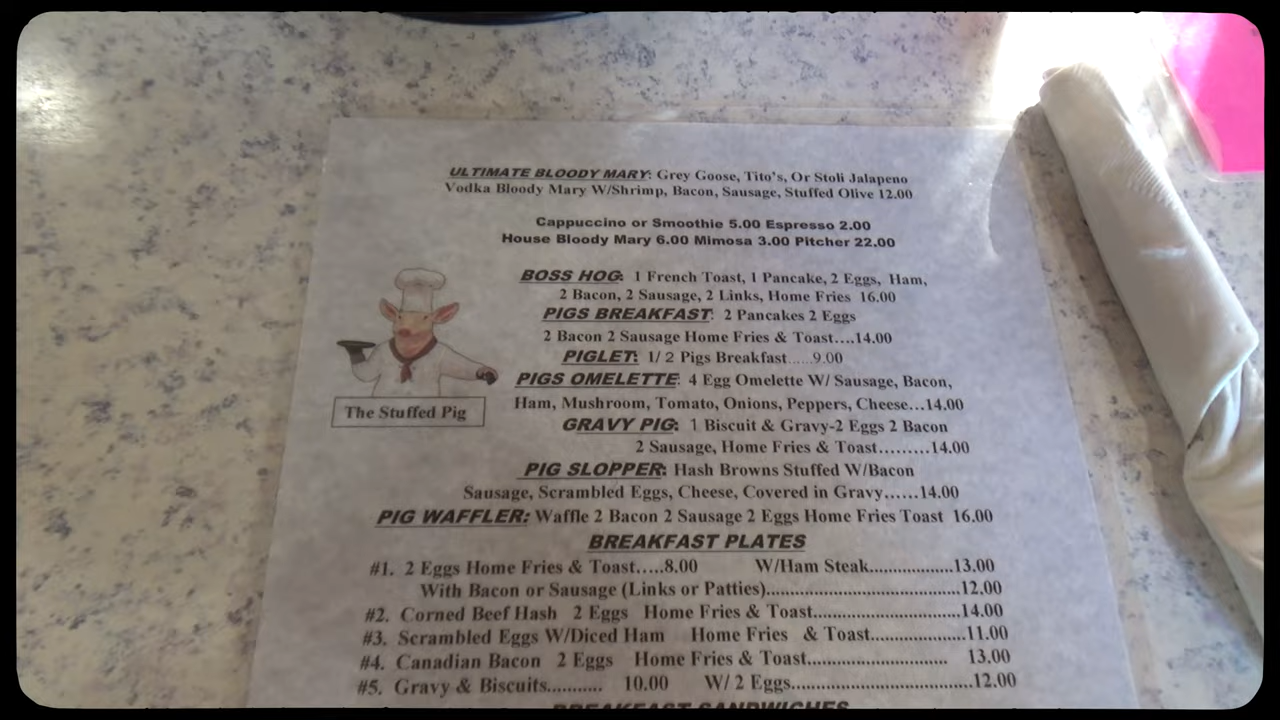 ULTIMATE BLOODY MARY: Grey Goose, Tito's, Or Stoli Jalapeno
Vodka Bloody Mary W/Shrimp, Bacon, Sausage, Stuffed Olive 12.00
Cappuccino or Smoothie 5.00 Espresso 2.00
House Bloody Mary 6.00 Mimosa 3.00 Pitcher 22.00
BOSS HOG: 1 French Toast, 1 Pancake, 2 Eggs, Ham,
2 Bacon, 2 Sausage, 2 Links, Home Fries 16.00
PIGS BREAKFAST: 2 Pancakes 2 Eggs
2 Bacon 2 Sausage Home Fries & Toast....14.00
PIGLET: 1/ 2 Pigs Breakfast.....9.00
PIGS OMELETTE: 4 Egg Omelette W/ Sausage, Bacon,
Ham, Mushroom, Tomato, Onions, Peppers, Cheese...14.00
The Stuffed Pig
GRAVY PIG: 1 Biscuit & Gravy-2 Eggs 2 Bacon
2 Sausage, Home Fries & Toast.........14.00
PIG SLOPPER: Hash Browns Stuffed W/Bacon
Sausage, Scrambled Eggs, Cheese, Covered in Gravy......14.00
PIG WAFFLER: Waffle 2 Bacon 2 Sausage 2 Eggs Home Fries Toast 16.00
BREAKFAST PLATES
#1. 2 Eggs Home Fries & Toast.....8.00 W/Ham Steak.................13.00
With Bacon or Sausage (Links or Patties).......................................12.00
#2. Corned Beef Hash 2 Eggs Home Fries & Toast.............................14.00
#3. Scrambled Eggs W/Diced Ham Home Fries & Toast...................11.00
#4. Canadian Bacon 2 Eggs Home Fries & Toast............................ 13.00
#5. Gravy & Biscuits.......... 10.00 W/ 2 Eggs....................................12.00
BREAKFAST SANDWICHES